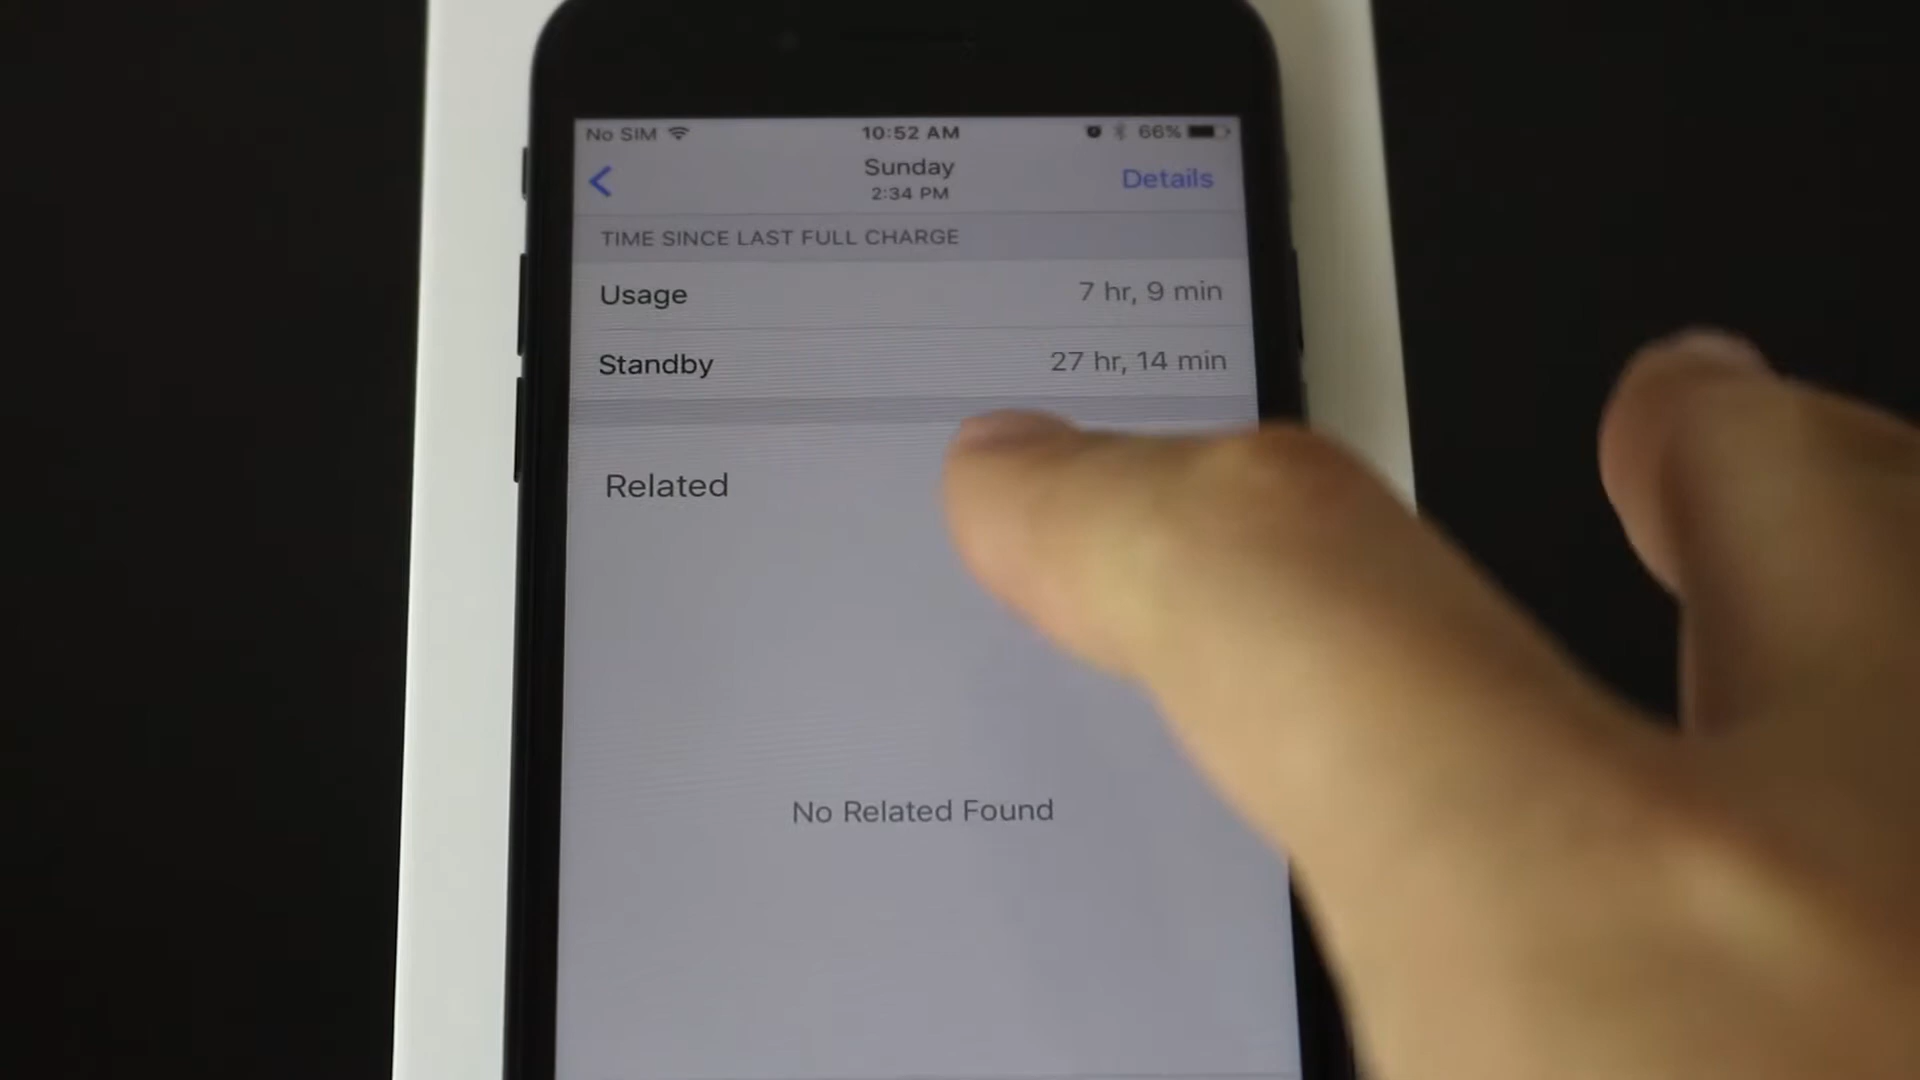 No SIM 10:52 AM 66%
Sunday
2:34 PM
Details
TIME SINCE LAST FULL CHARGE
Usage 7 hr, 9 min
Standby 27 hr, 14 min
Related
No Related Found